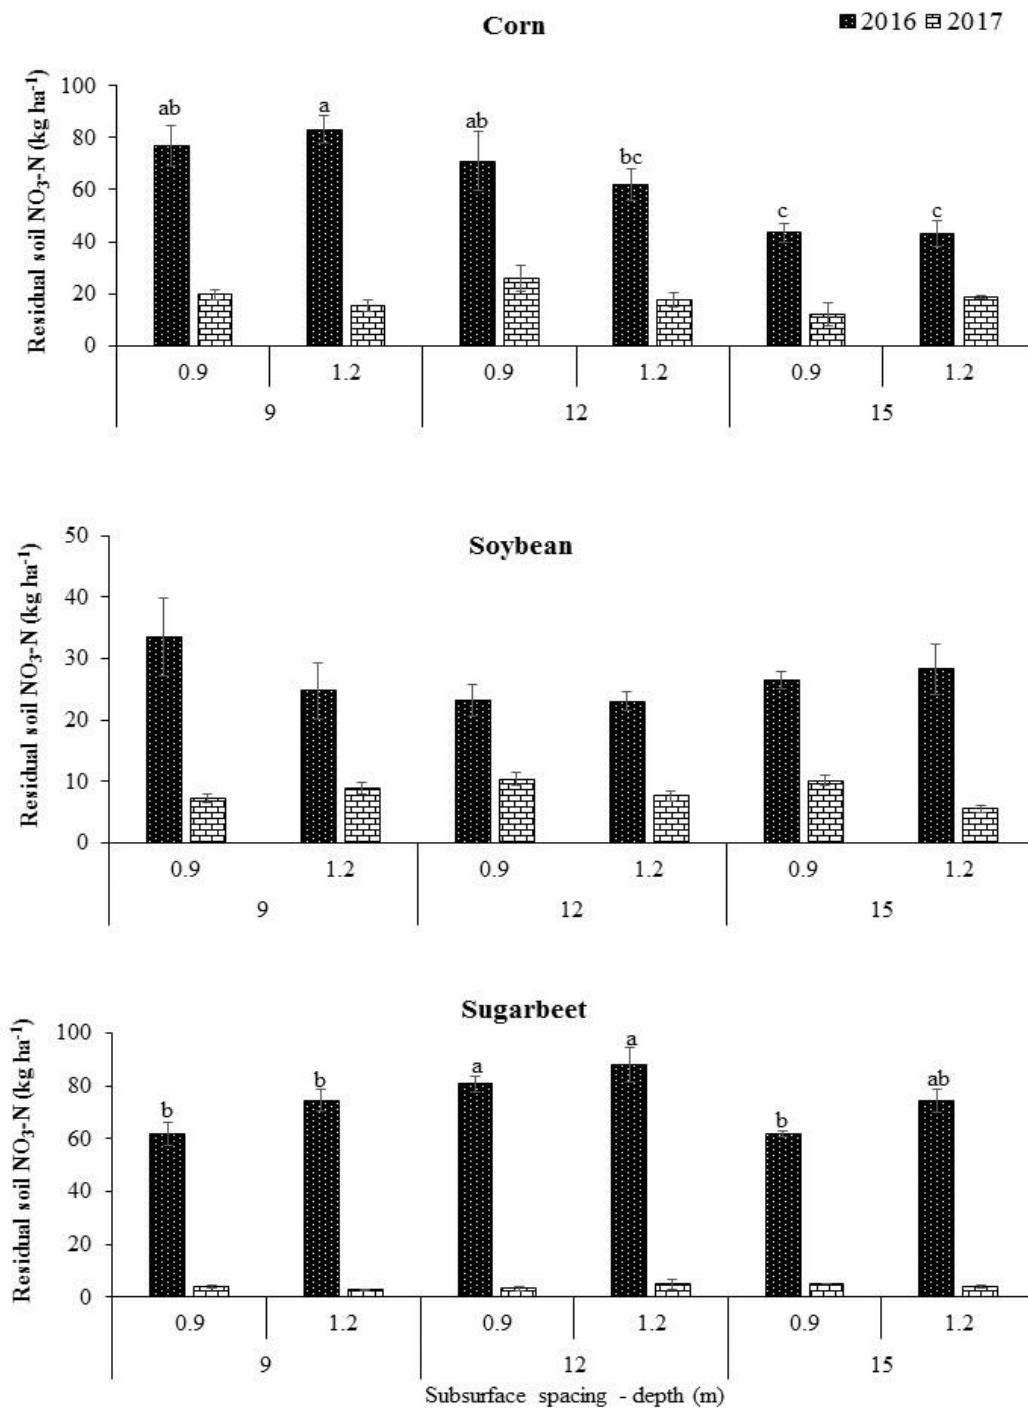 Corn
2016 2017
Residual soil NO3-N (kg ha-1)
100
80
60
40
20
0
ab a ab bc c c
0.9 1.2 0.9 1.2 0.9 1.2
9 12 15
Soybean
Residual soil NO3-N (kg ha-1)
50
40
30
20
10
0
0.9 1.2 0.9 1.2 0.9 1.2
9 12 15
Sugarbeet
Residual soil NO3-N (kg ha-1)
100
80
60
40
20
0
b b a a b ab
0.9 1.2 0.9 1.2 0.9 1.2
9 12 15
Subsurface spacing - depth (m)